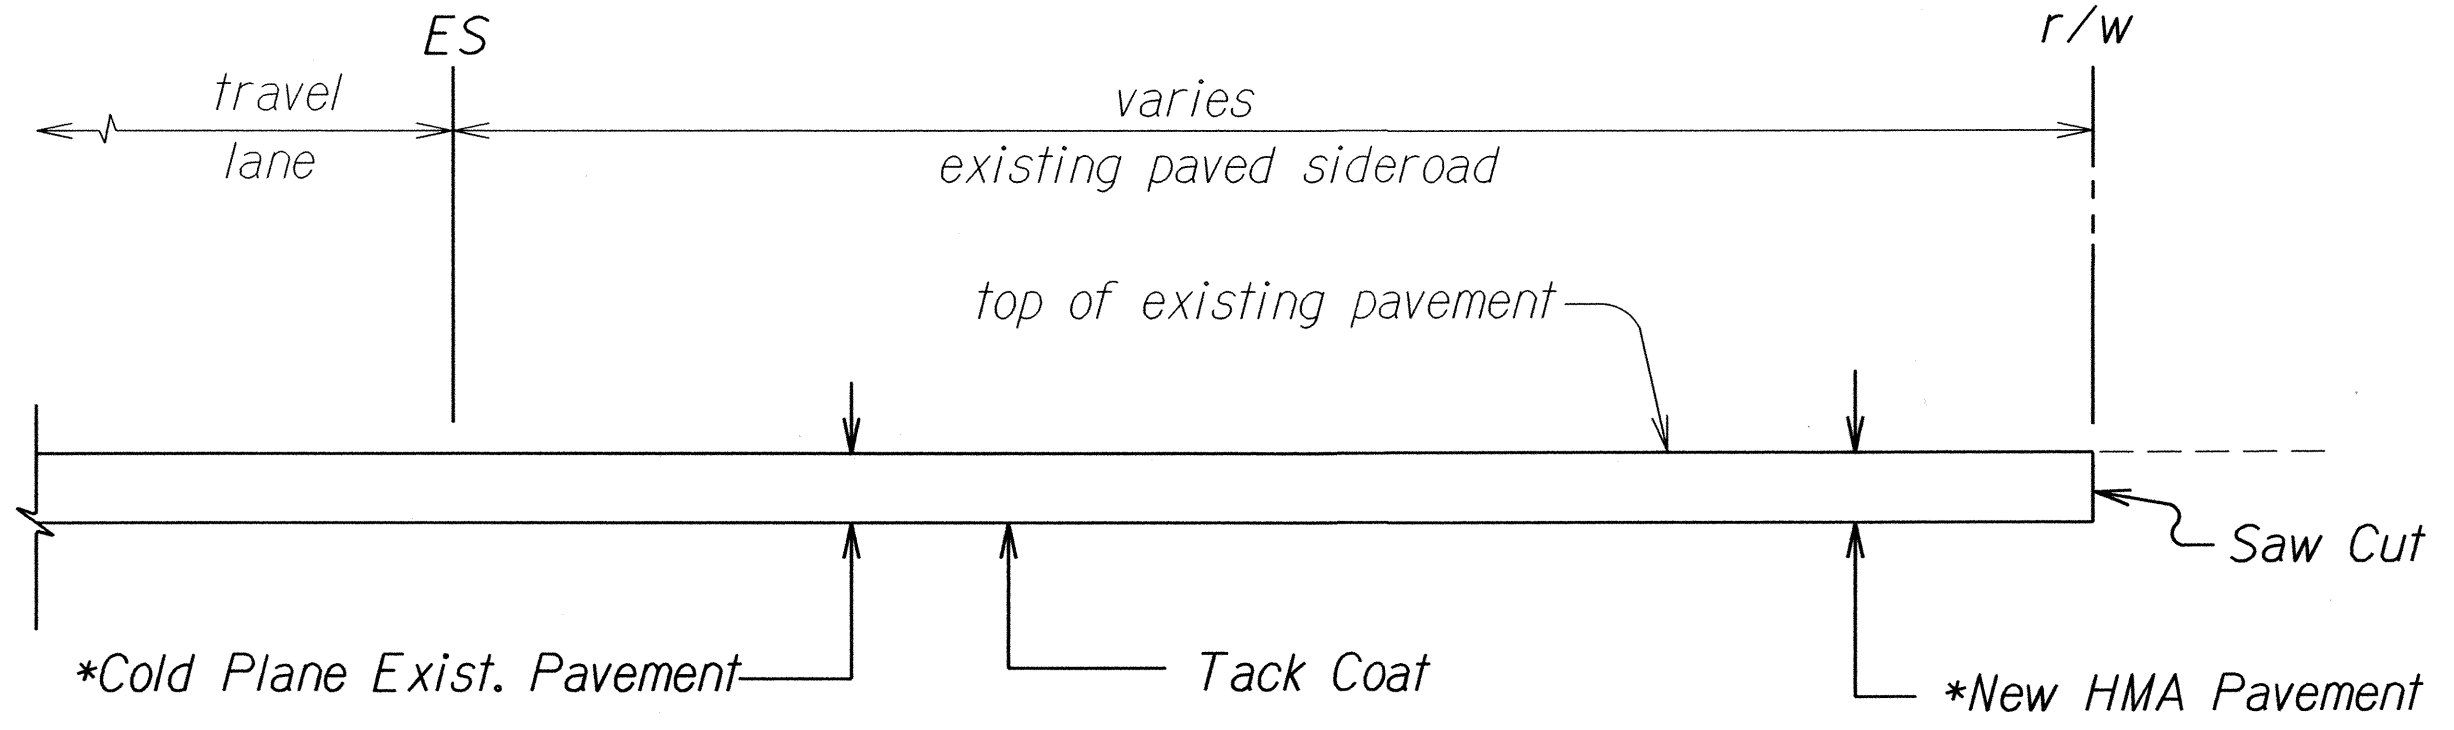 ES
r/w
travel
lane
varies
existing paved sideroad
top of existing pavement
Saw Cut
*Cold Plane Exist. Pavement
Tack Coat
*New HMA Pavement